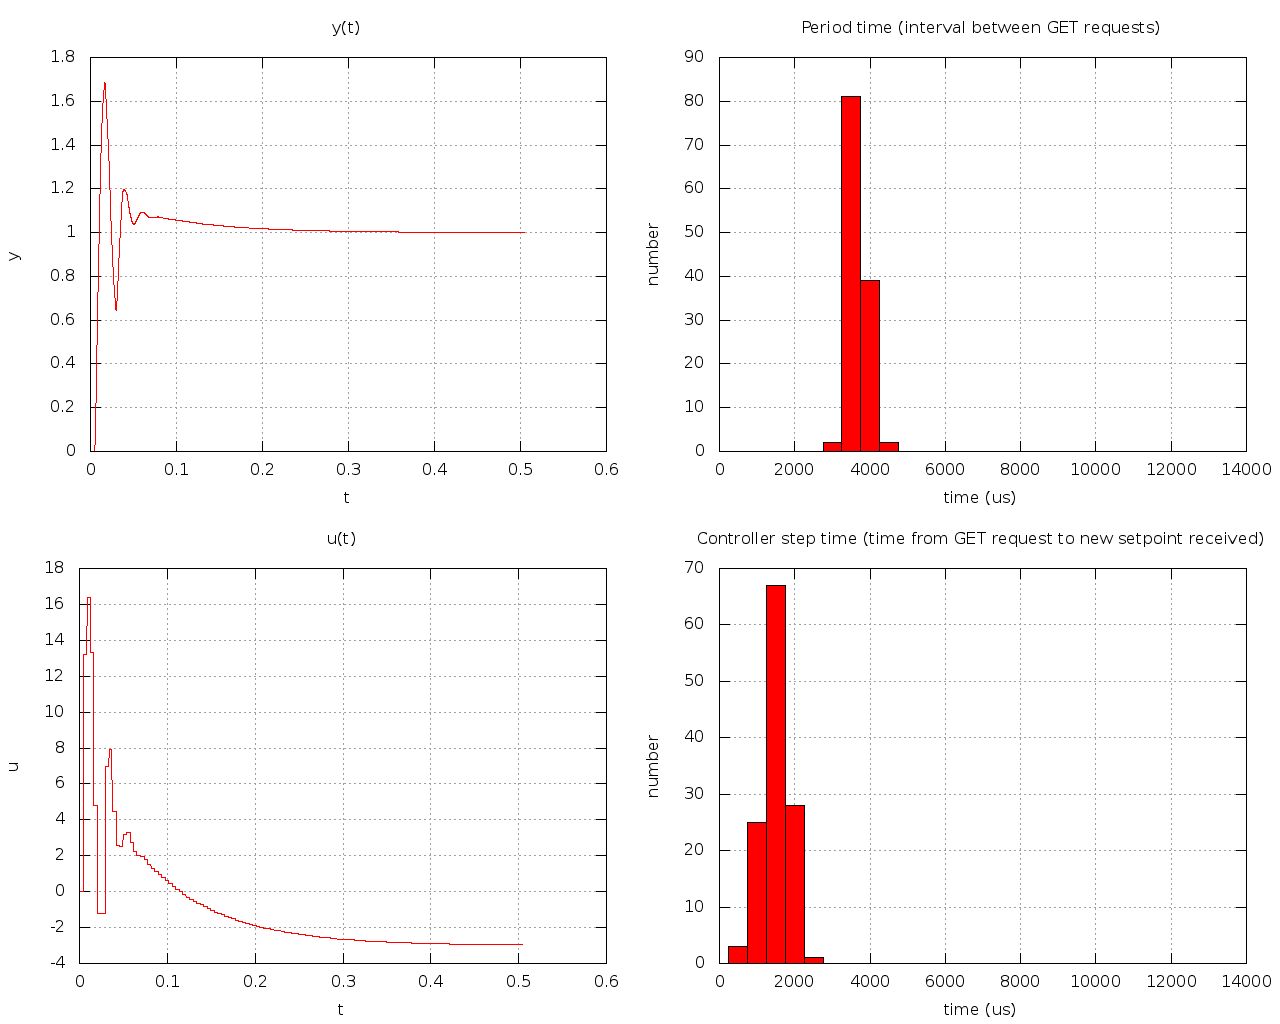 y(t)
1.8
1.6
1.4
1.2
1
0.8
0.6
0.4
0.2
0
y
0 0.1 0.2 0.3 0.4 0.5 0.6
t
Period time (interval between GET requests)
90
80
70
60
50
40
30
20
10
0
number
0 2000 4000 6000 8000 10000 12000 14000
time (us)
u(t)
18
16
14
12
10
8
6
4
2
0
-2
-4
u
0 0.1 0.2 0.3 0.4 0.5 0.6
t
Controller step time (time from GET request to new setpoint received)
70
60
50
40
30
20
10
0
number
0 2000 4000 6000 8000 10000 12000 14000
time (us)